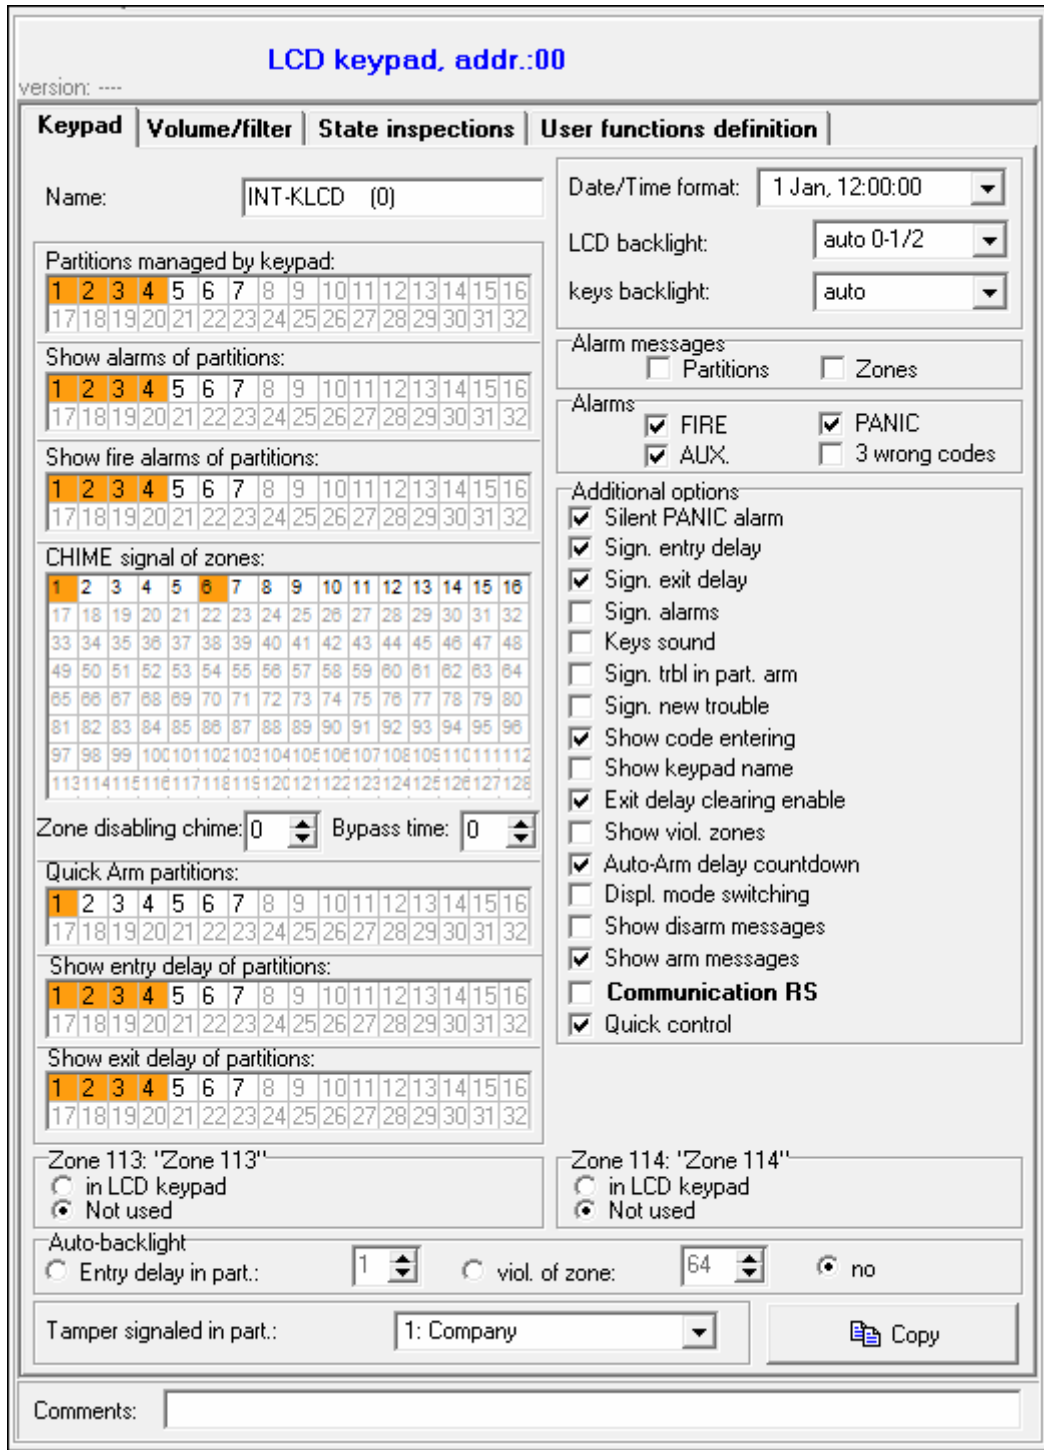 LCD keypad, addr.:00
version: ----
Keypad Volume/filter State inspections User functions definition
Name: INT-KLCD (0)
Date/Time format: 1 Jan, 12:00:00
LCD backlight: auto 0-1/2
keys backlight: auto
Partitions managed by keypad:
1 2 3 4 5 6 7 8 9 10 11 12 13 14 15 16
17 18 19 20 21 22 23 24 25 26 27 28 29 30 31 32
Show alarms of partitions:
1 2 3 4 5 6 7 8 9 10 11 12 13 14 15 16
17 18 19 20 21 22 23 24 25 26 27 28 29 30 31 32
Show fire alarms of partitions:
1 2 3 4 5 6 7 8 9 10 11 12 13 14 15 16
17 18 19 20 21 22 23 24 25 26 27 28 29 30 31 32
CHIME signal of zones:
1 2 3 4 5 6 7 8 9 10 11 12 13 14 15 16
17 18 19 20 21 22 23 24 25 26 27 28 29 30 31 32
33 34 35 36 37 38 39 40 41 42 43 44 45 46 47 48
49 50 51 52 53 54 55 56 57 58 59 60 61 62 63 64
65 66 67 68 69 70 71 72 73 74 75 76 77 78 79 80
81 82 83 84 85 86 87 88 89 90 91 92 93 94 95 96
97 98 99 100 101 102 103 104 105 106 107 108 109 110 111 112
113 114 115 116 117 118 119 120 121 122 123 124 125 126 127 128
Zone disabling chime: 0 Bypass time: 0
Quick Arm partitions:
1 2 3 4 5 6 7 8 9 10 11 12 13 14 15 16
17 18 19 20 21 22 23 24 25 26 27 28 29 30 31 32
Show entry delay of partitions:
1 2 3 4 5 6 7 8 9 10 11 12 13 14 15 16
17 18 19 20 21 22 23 24 25 26 27 28 29 30 31 32
Show exit delay of partitions:
1 2 3 4 5 6 7 8 9 10 11 12 13 14 15 16
17 18 19 20 21 22 23 24 25 26 27 28 29 30 31 32
Alarm messages
Partitions Zones
Alarms
FIRE PANIC
AUX. 3 wrong codes
Additional options
Silent PANIC alarm
Sign. entry delay
Sign. exit delay
Sign. alarms
Keys sound
Sign. trbl in part. arm
Sign. new trouble
Show code entering
Show keypad name
Exit delay clearing enable
Show viol. zones
Auto-Arm delay countdown
Displ. mode switching
Show disarm messages
Show arm messages
Communication RS
Quick control
Zone 113: "Zone 113"
in LCD keypad
Not used
Zone 114: "Zone 114"
in LCD keypad
Not used
Auto-backlight
Entry delay in part.: 1 viol. of zone: 64 no
Tamper signaled in part.: 1: Company Copy
Comments: